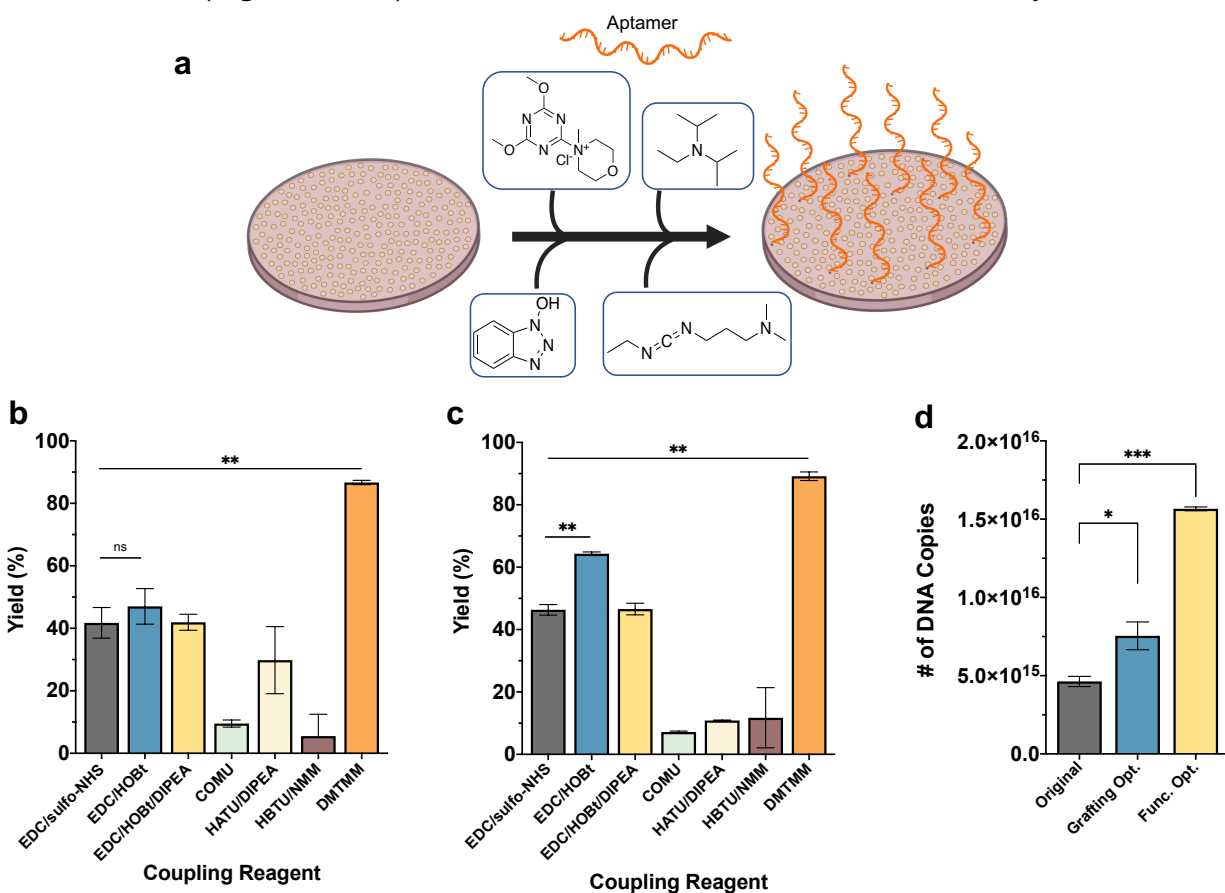 Aptamer
a
O
N
N
O
N
N+
Cl-
O
N
OH
N
N
N
N
C
N
N
b
100
80
60
40
20
0
Yield (%)
**
ns
EDC/sulfo-NHS
EDC/HOBt
EDC/HOBt/DIPEA
COMU
HATU/DIPEA
HBTU/NMM
DMTMM
Coupling Reagent
c
100
80
60
40
20
0
Yield (%)
**
**
EDC/sulfo-NHS
EDC/HOBt
EDC/HOBt/DIPEA
COMU
HATU/DIPEA
HBTU/NMM
DMTMM
Coupling Reagent
d
2.0×10¹⁶
1.5×10¹⁶
1.0×10¹⁶
5.0×10¹⁵
0.0
# of DNA Copies
***
*
Original
Grafting Opt.
Func. Opt.